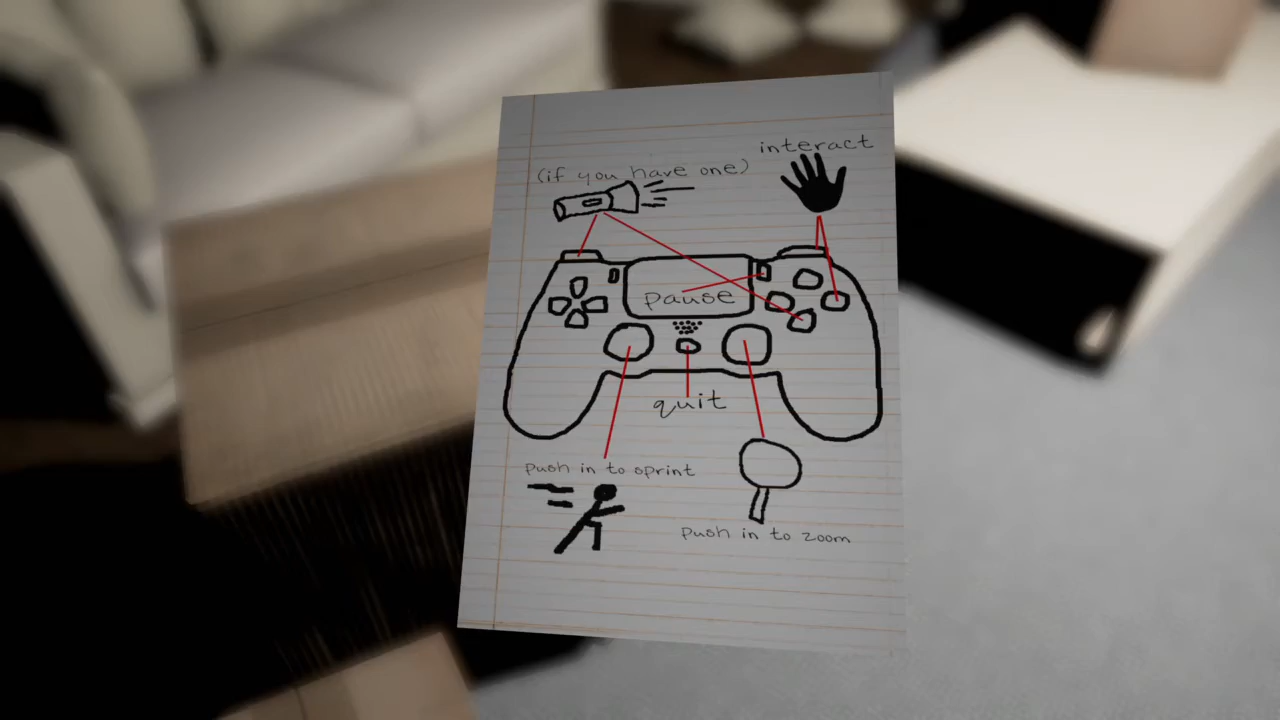 interact
(if you have one)
pause
quit
push in to sprint
push in to zoom